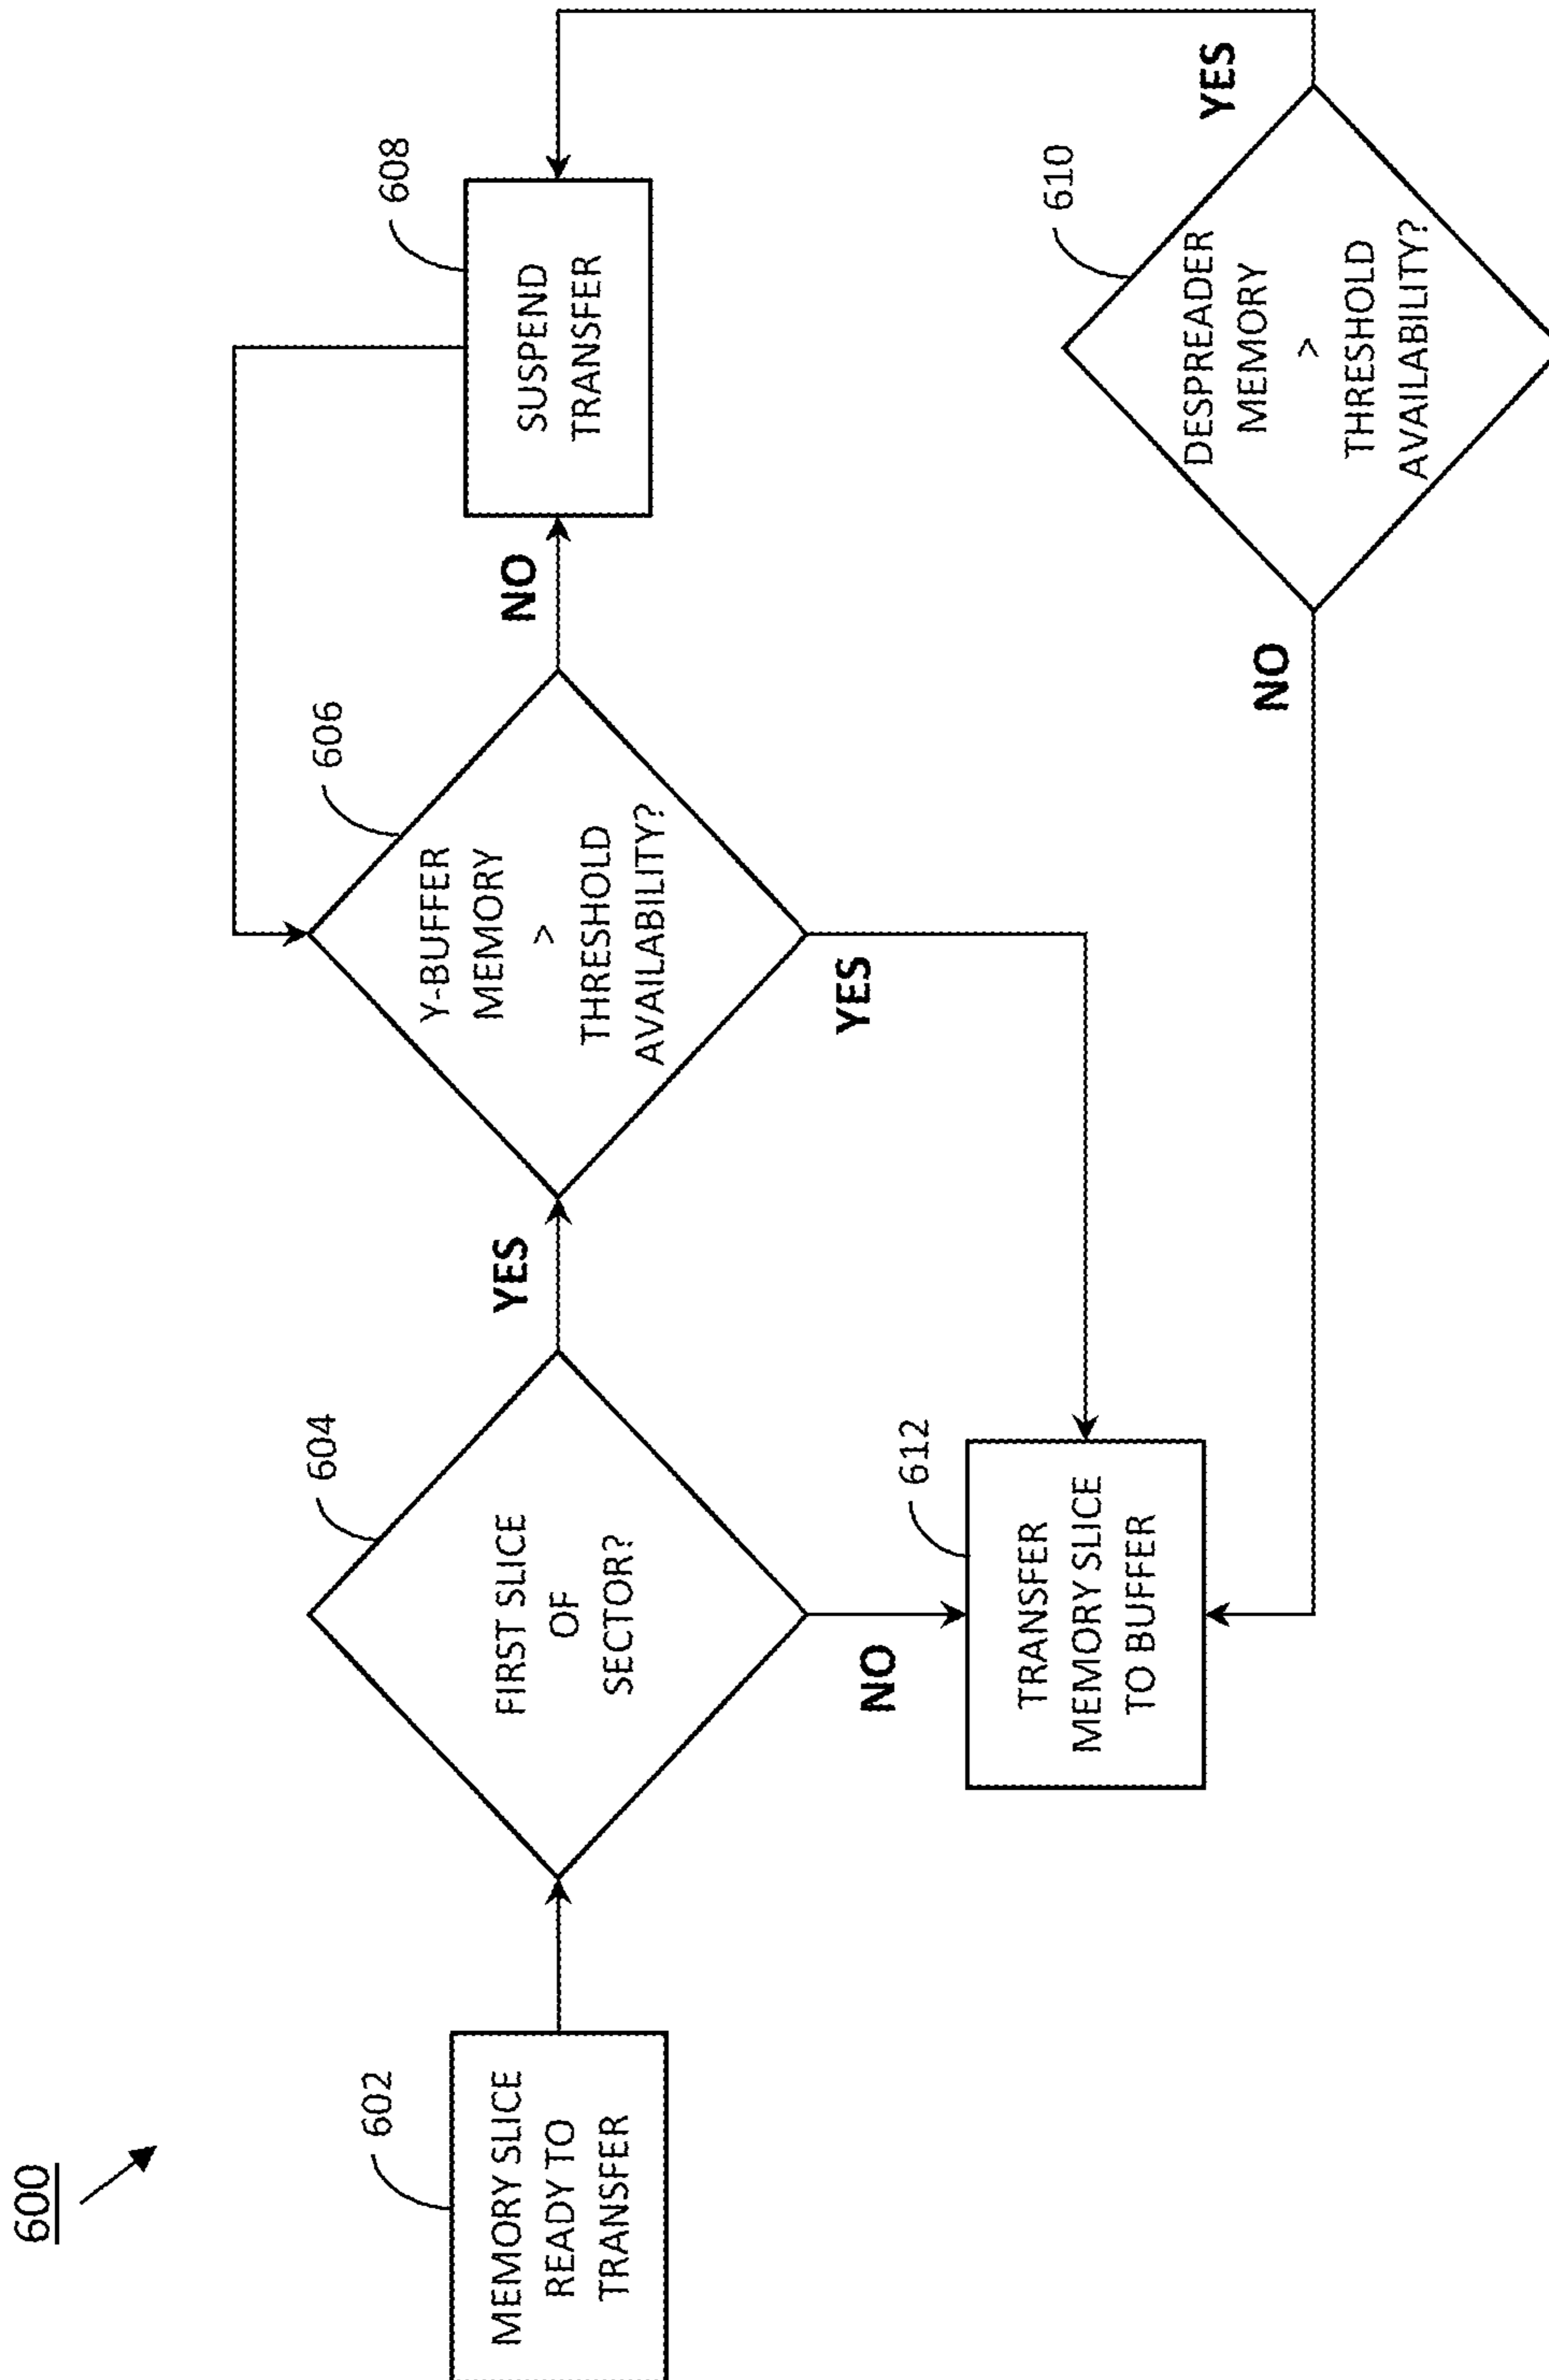 600
602
MEMORY SLICE
READY TO
TRANSFER
604
FIRST SLICE
OF
SECTOR?
YES
NO
606
Y-BUFFER
MEMORY
>
THRESHOLD
AVAILABILITY?
NO
YES
608
SUSPEND
TRANSFER
612
TRANSFER
MEMORY SLICE
TO BUFFER
610
DESPREADER
MEMORY
>
THRESHOLD
AVAILABILITY?
NO
YES